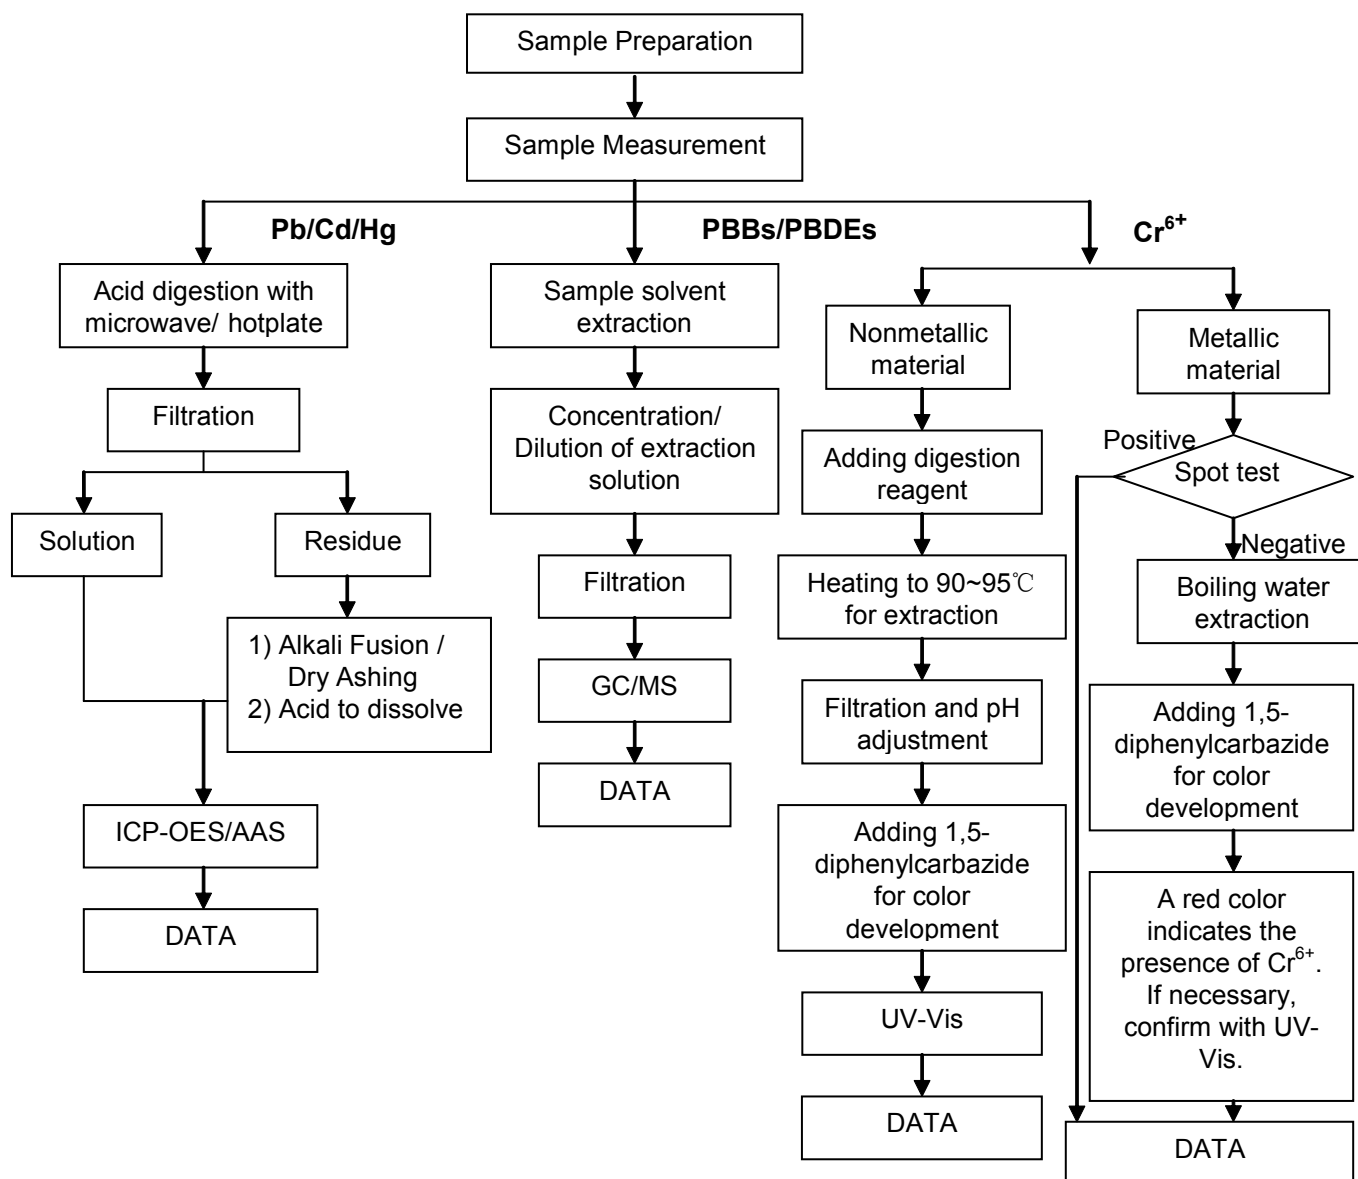 Sample Preparation
Sample Measurement
Pb/Cd/Hg
PBBs/PBDEs
Cr⁶⁺
Acid digestion with
microwave/ hotplate
Filtration
Solution
Residue
1) Alkali Fusion /
Dry Ashing
2) Acid to dissolve
ICP-OES/AAS
DATA
Sample solvent
extraction
Concentration/
Dilution of extraction
solution
Filtration
GC/MS
DATA
Nonmetallic
material
Adding digestion
reagent
Heating to 90~95℃
for extraction
Filtration and pH
adjustment
Adding 1,5-
diphenylcarbazide
for color
development
UV-Vis
DATA
Metallic
material
Positive
Spot test
Negative
Boiling water
extraction
Adding 1,5-
diphenylcarbazide
for color
development
A red color
indicates the
presence of Cr⁶⁺.
If necessary,
confirm with UV-
Vis.
DATA